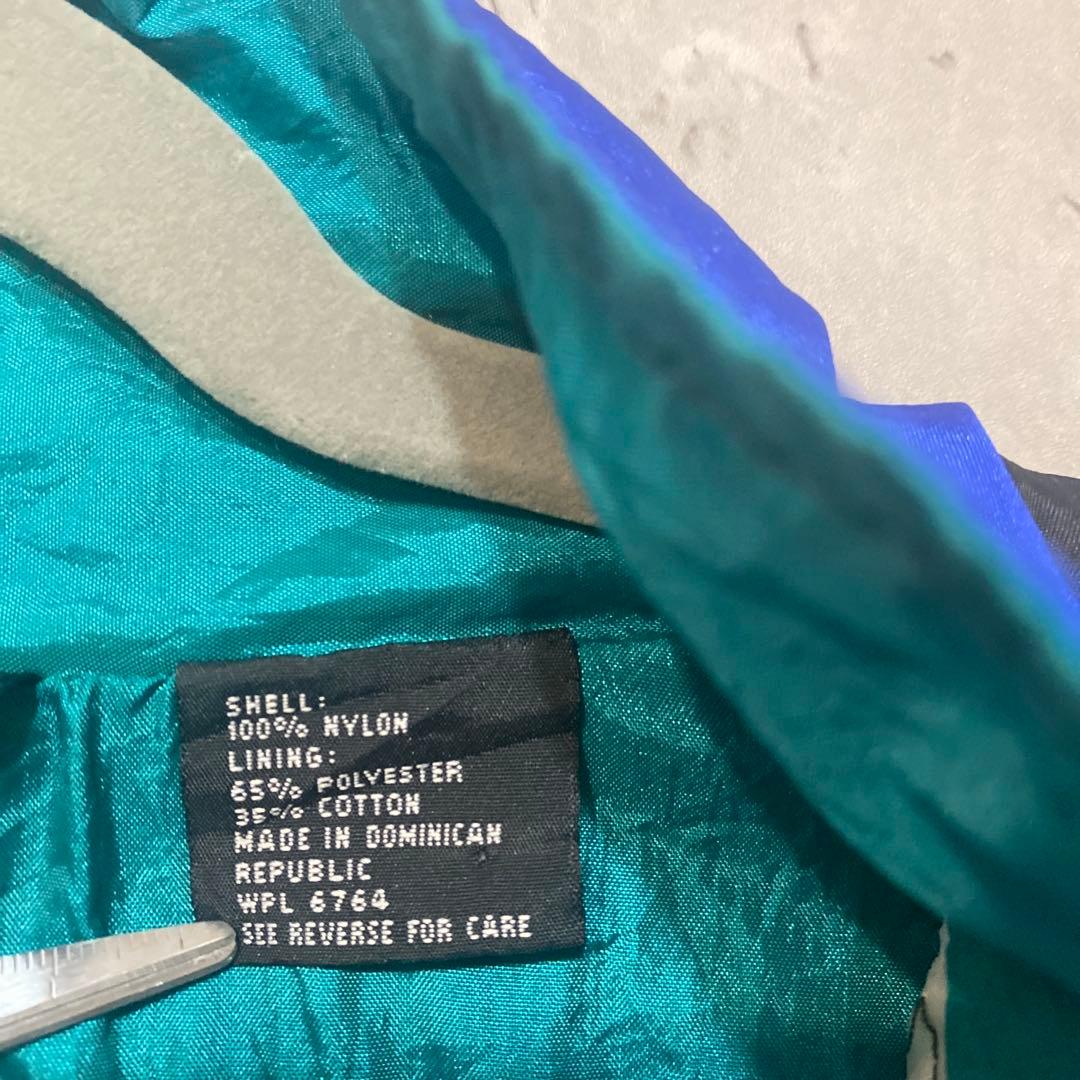 SHELL:
100% NYLON
LINING:
65% POLYESTER
35% COTTON
MADE IN DOMINICAN
REPUBLIC
WPL 6764
SEE REVERSE FOR CARE